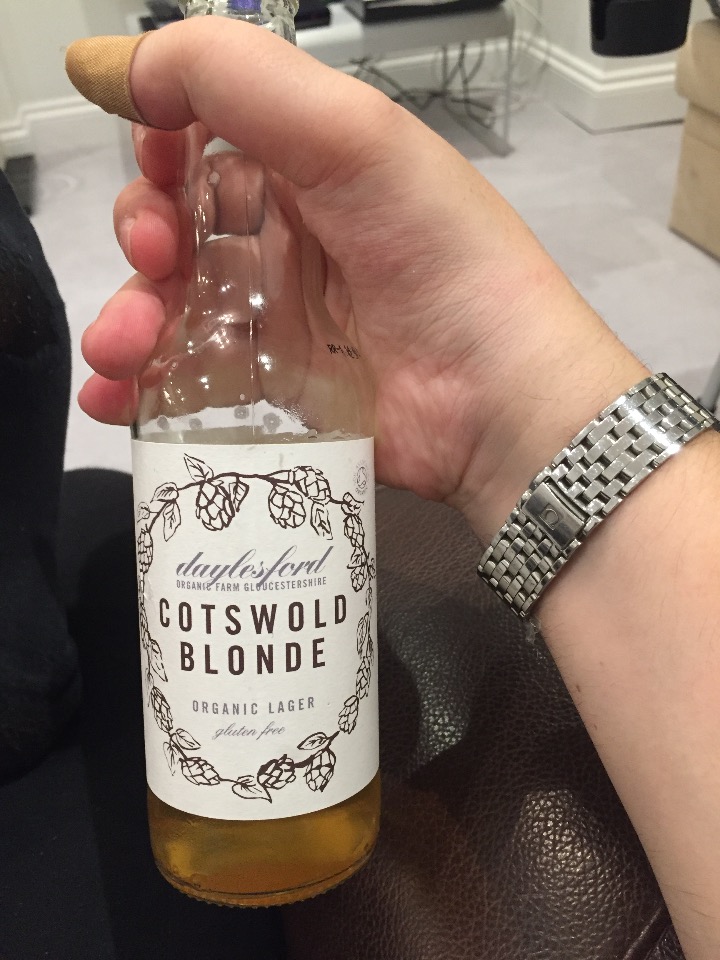 daylesford
ORGANIC FARM GLOUCESTERSHIRE
COTSWOLD
BLONDE
ORGANIC LAGER
gluten free